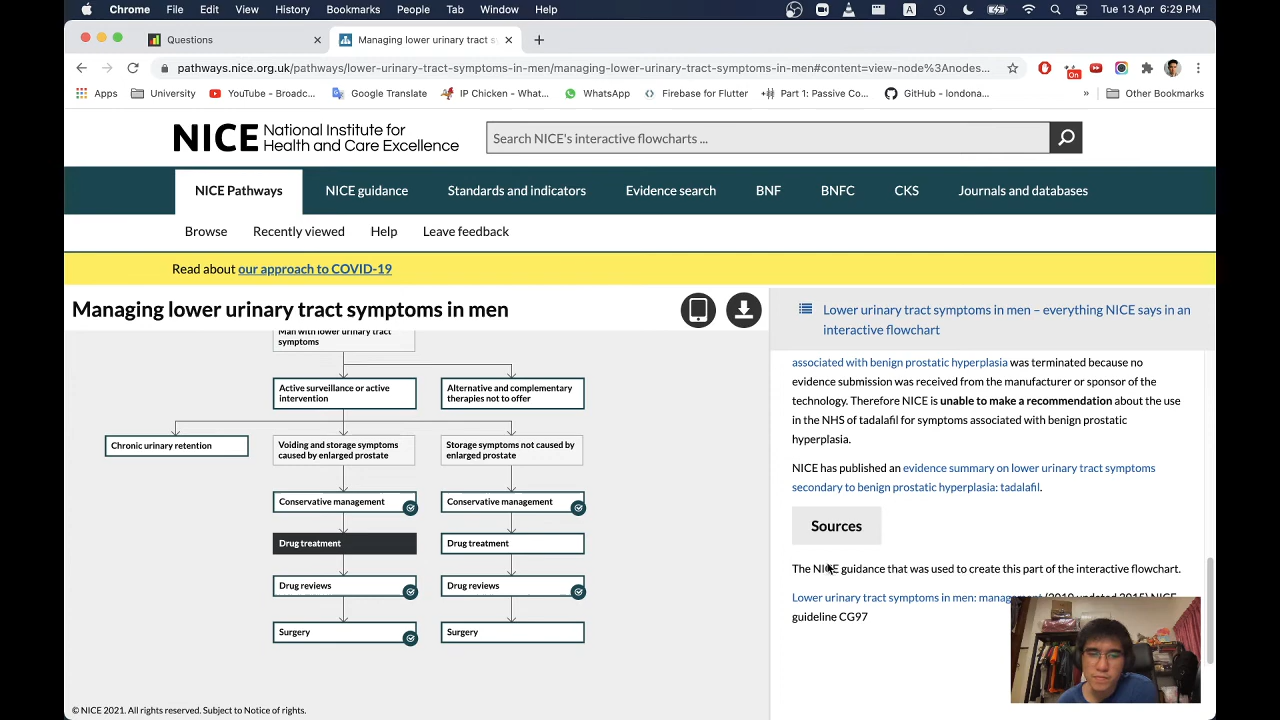 Chrome File Edit View History Bookmarks People Tab Window Help
A
Tue 13 Apr 6:29 PM
Questions
Managing lower urinary tract s
pathways.nice.org.uk/pathways/lower-urinary-tract-symptoms-in-men/managing-lower-urinary-tract-symptoms-in-men#content=view-node%3Anodes...
On
Apps University YouTube - Broadc... Google Translate IP Chicken - What... WhatsApp Firebase for Flutter Part 1: Passive Co... GitHub - londona... » Other Bookmarks
NICE National Institute for Health and Care Excellence
Search NICE's interactive flowcharts ...
NICE Pathways NICE guidance Standards and indicators Evidence search BNF BNFC CKS Journals and databases
Browse Recently viewed Help Leave feedback
Read about our approach to COVID-19
Managing lower urinary tract symptoms in men
Man with lower urinary tract
symptoms
Active surveillance or active
intervention
Alternative and complementary
therapies not to offer
Chronic urinary retention
Voiding and storage symptoms
caused by enlarged prostate
Storage symptoms not caused by
enlarged prostate
Conservative management
Conservative management
Drug treatment
Drug treatment
Drug reviews
Drug reviews
Surgery
Surgery
© NICE 2021. All rights reserved. Subject to Notice of rights.
Lower urinary tract symptoms in men – everything NICE says in an
interactive flowchart
associated with benign prostatic hyperplasia was terminated because no
evidence submission was received from the manufacturer or sponsor of the
technology. Therefore NICE is unable to make a recommendation about the use
in the NHS of tadalafil for symptoms associated with benign prostatic
hyperplasia.
NICE has published an evidence summary on lower urinary tract symptoms
secondary to benign prostatic hyperplasia: tadalafil.
Sources
The NICE guidance that was used to create this part of the interactive flowchart.
Lower urinary tract symptoms in men: management (2010 updated 2015) NICE
guideline CG97